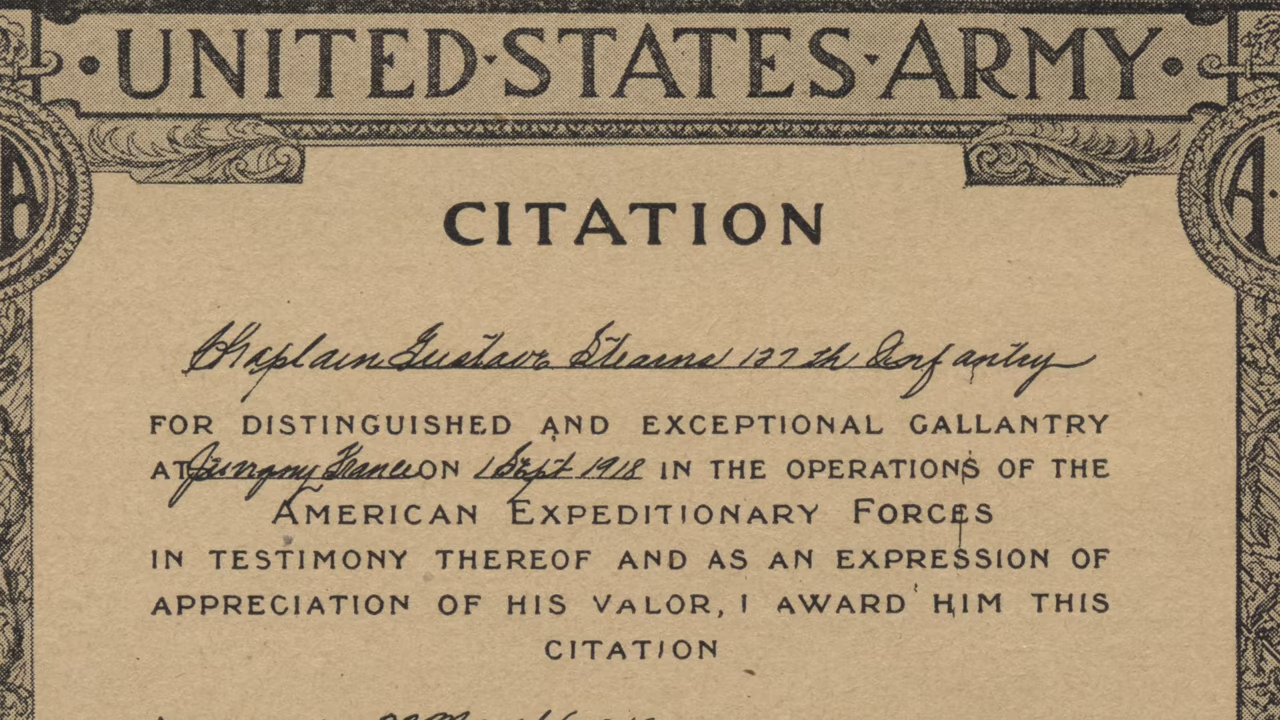 ·UNITED·STATES·ARMY·
CITATION
Chaplain Gustave Stearns 127th Infantry
FOR DISTINGUISHED AND EXCEPTIONAL GALLANTRY
AT Juvigny France ON 1 Sept 1918 IN THE OPERATIONS OF THE
AMERICAN EXPEDITIONARY FORCES
IN TESTIMONY THEREOF AND AS AN EXPRESSION OF
APPRECIATION OF HIS VALOR, I AWARD HIM THIS
CITATION